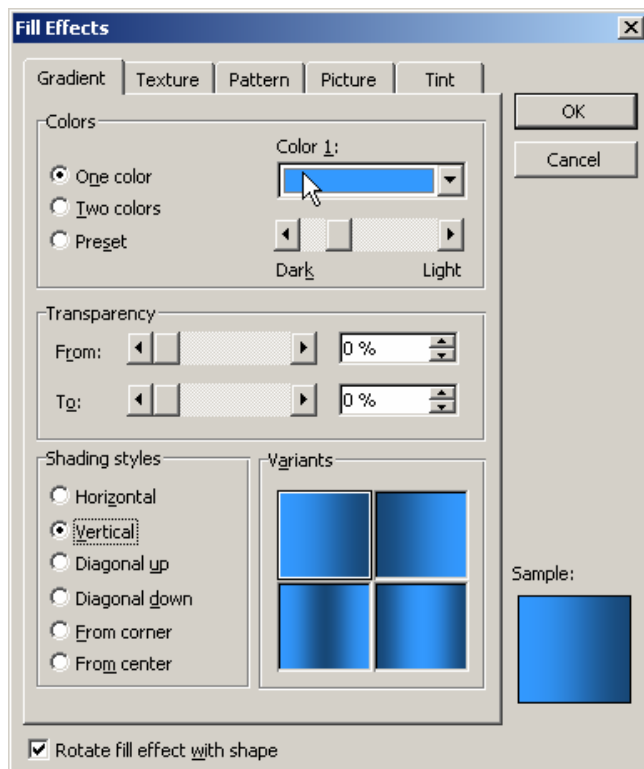 Fill Effects
Gradient
Texture
Pattern
Picture
Tint
OK
Cancel
Colors
Color 1:
One color
Two colors
Preset
Dark
Light
Transparency
From:
0 %
To:
0 %
Shading styles
Variants
Horizontal
Vertical
Diagonal up
Diagonal down
From corner
From center
Sample:
Rotate fill effect with shape